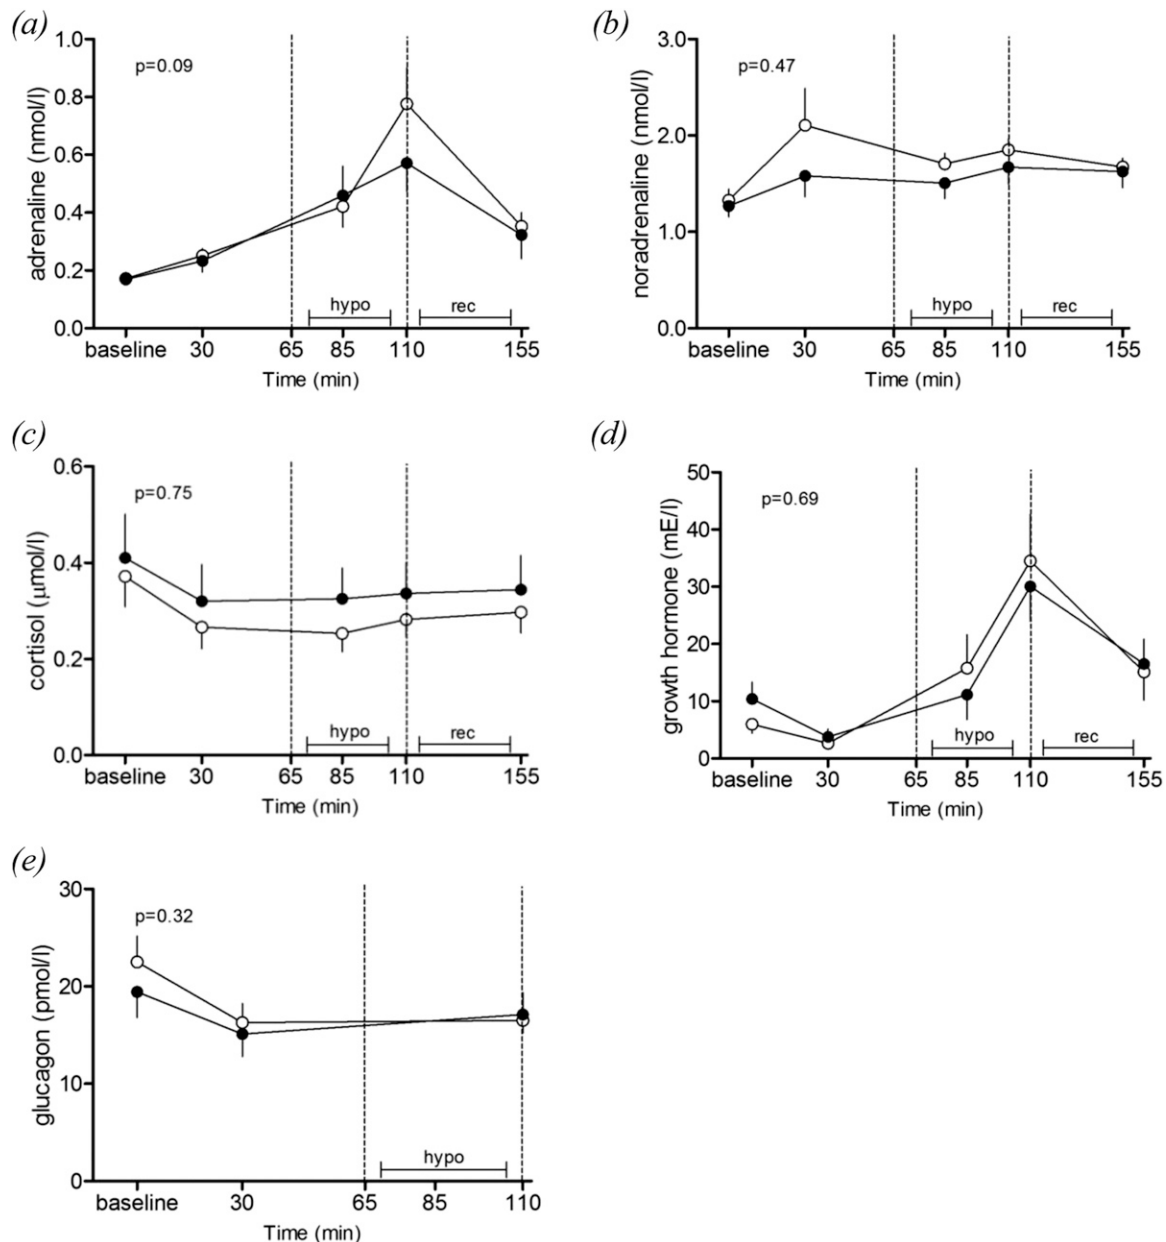 (a)
adrenaline (nmol/l)
1.0
0.8
0.6
0.4
0.2
0.0
p=0.09
hypo
rec
baseline 30 65 85 110 155
Time (min)
(b)
noradrenaline (nmol/l)
3.0
2.0
1.0
0.0
p=0.47
hypo
rec
baseline 30 65 85 110 155
Time (min)
(c)
cortisol (μmol/l)
0.6
0.4
0.2
0.0
p=0.75
hypo
rec
baseline 30 65 85 110 155
Time (min)
(d)
growth hormone (mE/l)
50
40
30
20
10
0
p=0.69
hypo
rec
baseline 30 65 85 110 155
Time (min)
(e)
glucagon (pmol/l)
30
20
10
0
p=0.32
hypo
baseline 30 65 85 110
Time (min)